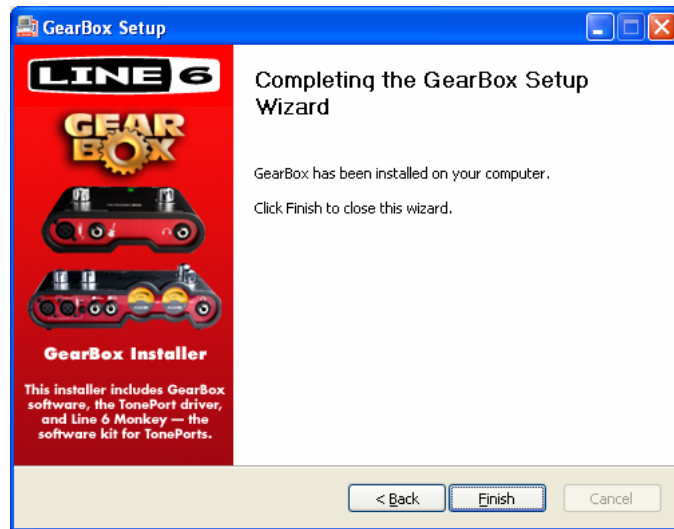 GearBox Setup
LINE 6
GEAR
BOX
GearBox Installer
This installer includes GearBox
software, the TonePort driver,
and Line 6 Monkey — the
software kit for TonePorts.
Completing the GearBox Setup
Wizard
GearBox has been installed on your computer.
Click Finish to close this wizard.
< Back
Finish
Cancel